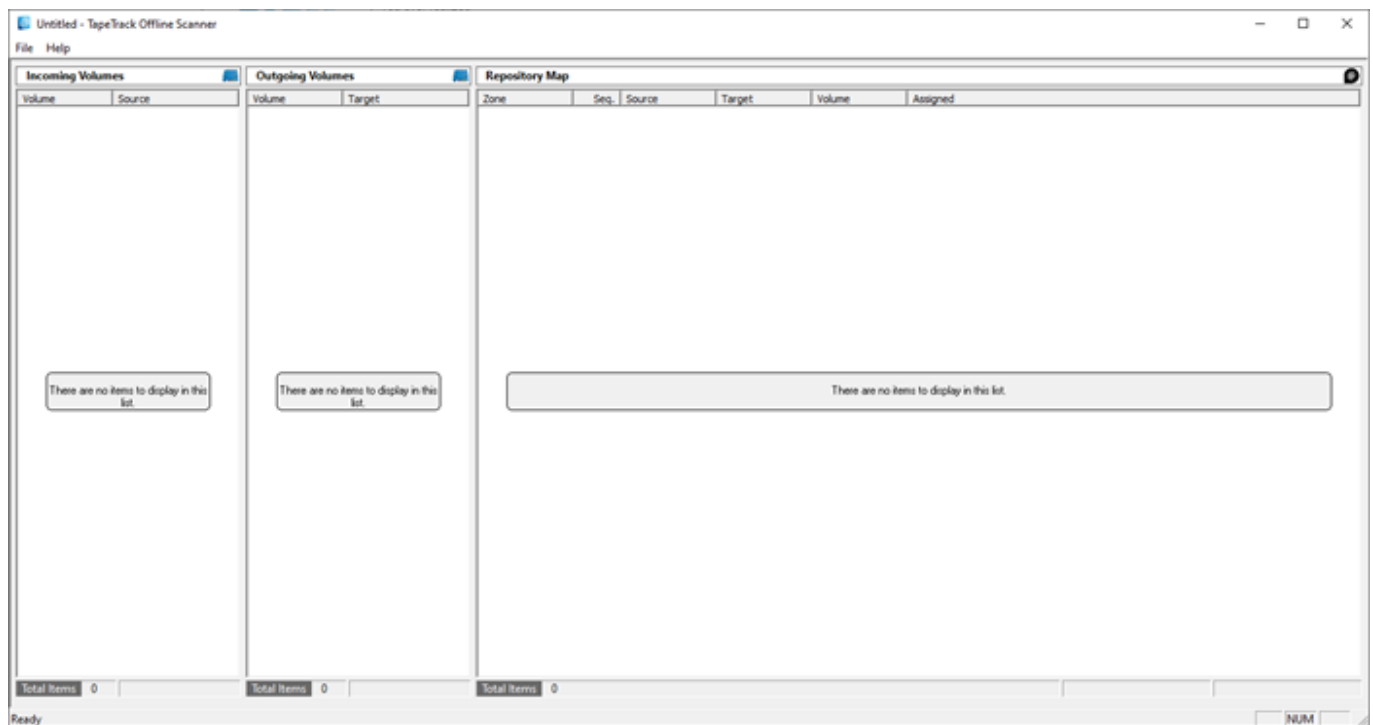 Untitled - TapeTrack Offline Scanner
File Help
Incoming Volumes Outgoing Volumes Repository Map
Volume Source Volume Target Zone Seq. Source Target Volume Assigned
There are no items to display in this
list.
There are no items to display in this
list.
There are no items to display in this list.
Total Items 0 Total Items 0 Total Items 0
Ready NUM